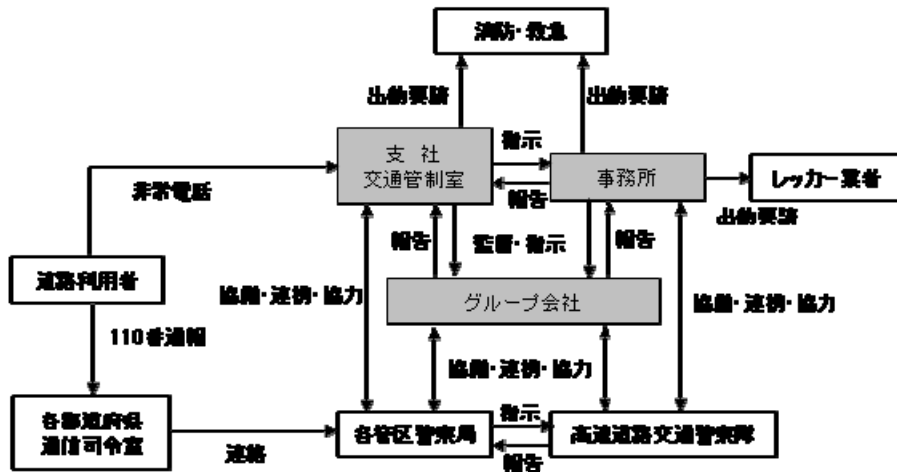 消防・救急
出動要請
出動要請
支 社
交通管制室
指示
報告
事務所
レッカー業者
出動要請
非常電話
報告
監督・指示
報告
道路利用者
協働・連携・協力
グループ会社
協働・連携・協力
110番通報
協働・連携・協力
各都道府県
通信司令室
連絡
各管区警察局
指示
報告
高速道路交通警察隊